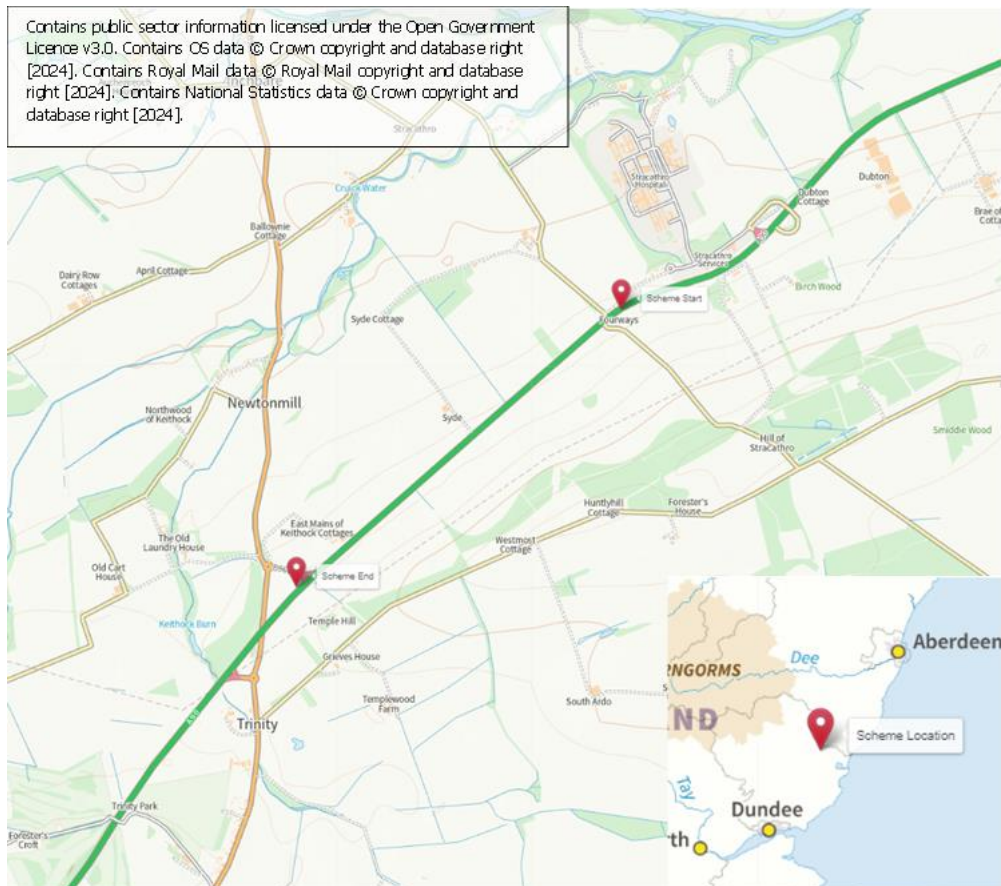 Contains public sector information licensed under the Open Government
Licence v3.0. Contains OS data © Crown copyright and database right
[2024]. Contains Royal Mail data © Royal Mail copyright and database
right [2024]. Contains National Statistics data © Crown copyright and
database right [2024].
Stracathro
Cruick Water
Stracathro
Hospital
Dubton
Dubton
Cottage
Brae of
Cotta
Ballownie
Cottage
Stracathro
Services
Dairy Row
Cottages
April Cottage
Birch Wood
Scheme Start
Fourways
Syde Cottage
Newtonmill
Northwood
of Keithock
Syde
Smiddie Wood
Hill of
Stracathro
Huntlyhill
Cottage
Forester's
House
East Mains of
Keithock Cottages
The Old
Laundry House
Westmost
Cottage
Old Cart
House
Scheme End
Keithock Burn
Temple Hill
Grieves House
Templewood
Farm
South Ardo
Trinity
Trinity Park
Forester's
Croft
Aberdeen
Dee
RNGORMS
ND
Scheme Location
Tay
Dundee
th